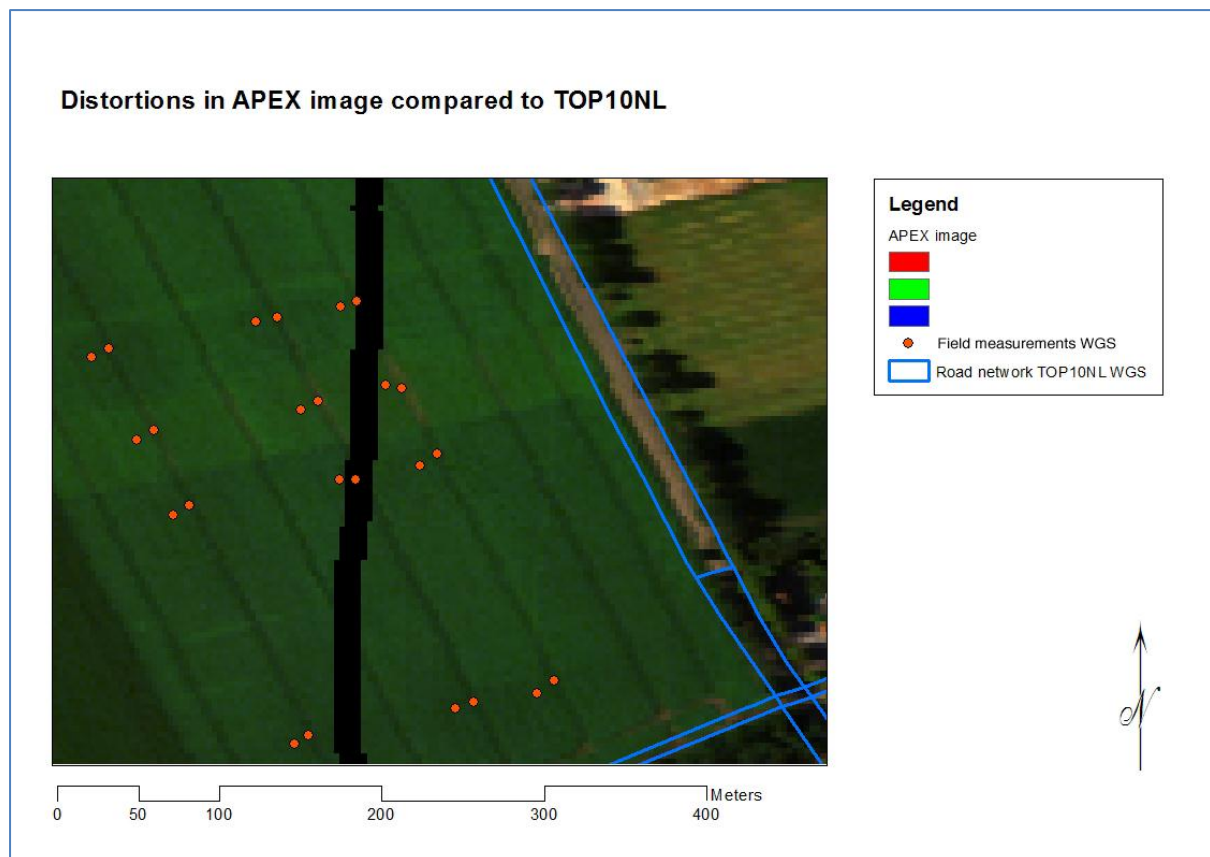 Distortions in APEX image compared to TOP10NL
Legend
APEX image
Field measurements WGS
Road network TOP10NL WGS
N
Meters
0 50 100 200 300 400